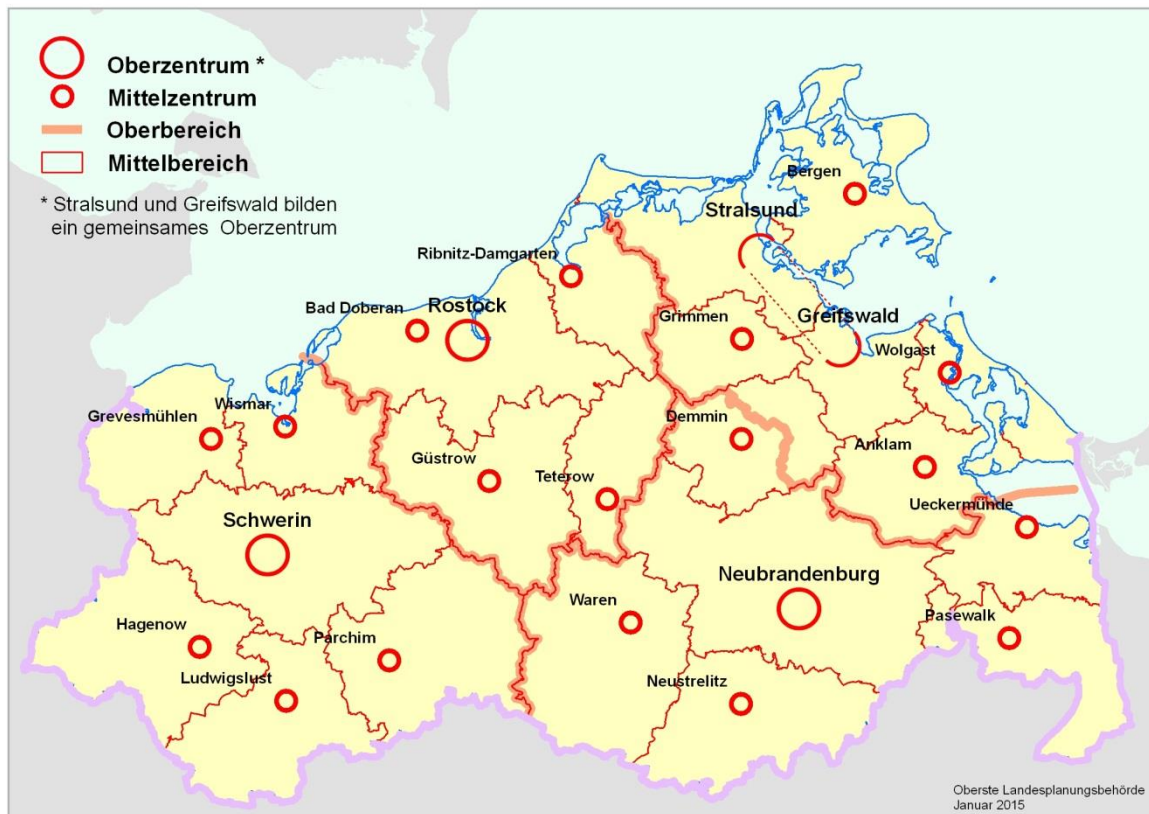 Oberzentrum *
Mittelzentrum
Oberbereich
Mittelbereich
* Stralsund und Greifswald bilden
ein gemeinsames Oberzentrum
Bergen
Stralsund
Ribnitz-Damgarten
Bad Doberan
Rostock
Grimmen
Greifswald
Wolgast
Grevesmühlen
Wismar
Demmin
Anklam
Güstrow
Teterow
Ueckermünde
Schwerin
Neubrandenburg
Waren
Hagenow
Parchim
Pasewalk
Ludwigslust
Neustrelitz
Oberste Landesplanungsbehörde
Januar 2015